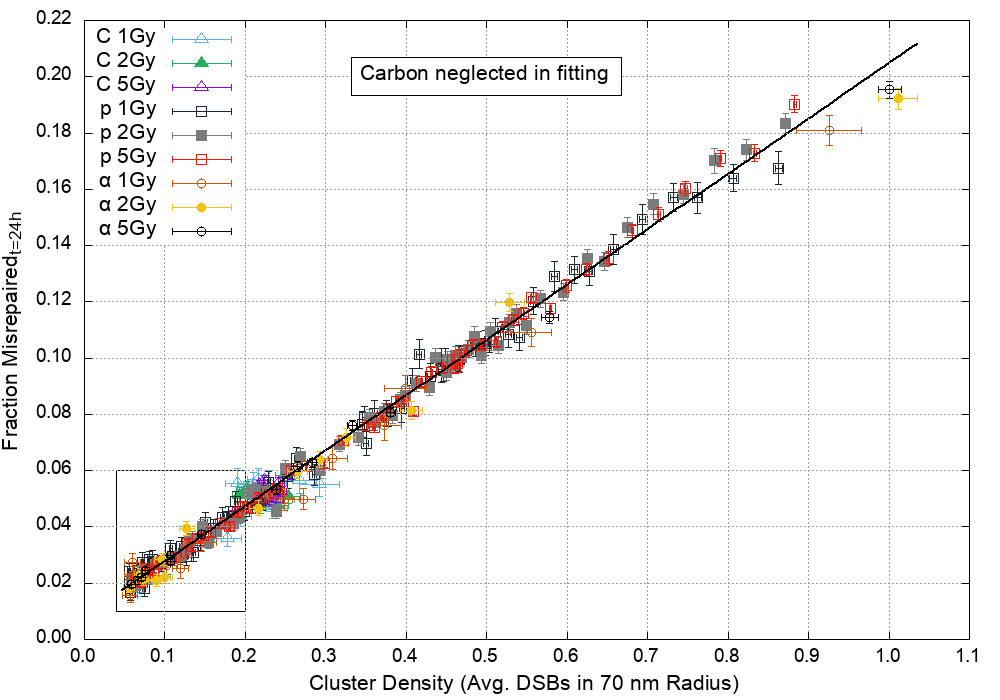 0.22
0.20
0.18
0.16
0.14
0.12
0.10
0.08
0.06
0.04
0.02
0.00
Fraction Misrepaired t=24h
C 1Gy
C 2Gy
C 5Gy
p 1Gy
p 2Gy
p 5Gy
α 1Gy
α 2Gy
α 5Gy
Carbon neglected in fitting
0.0 0.1 0.2 0.3 0.4 0.5 0.6 0.7 0.8 0.9 1.0 1.1
Cluster Density (Avg. DSBs in 70 nm Radius)